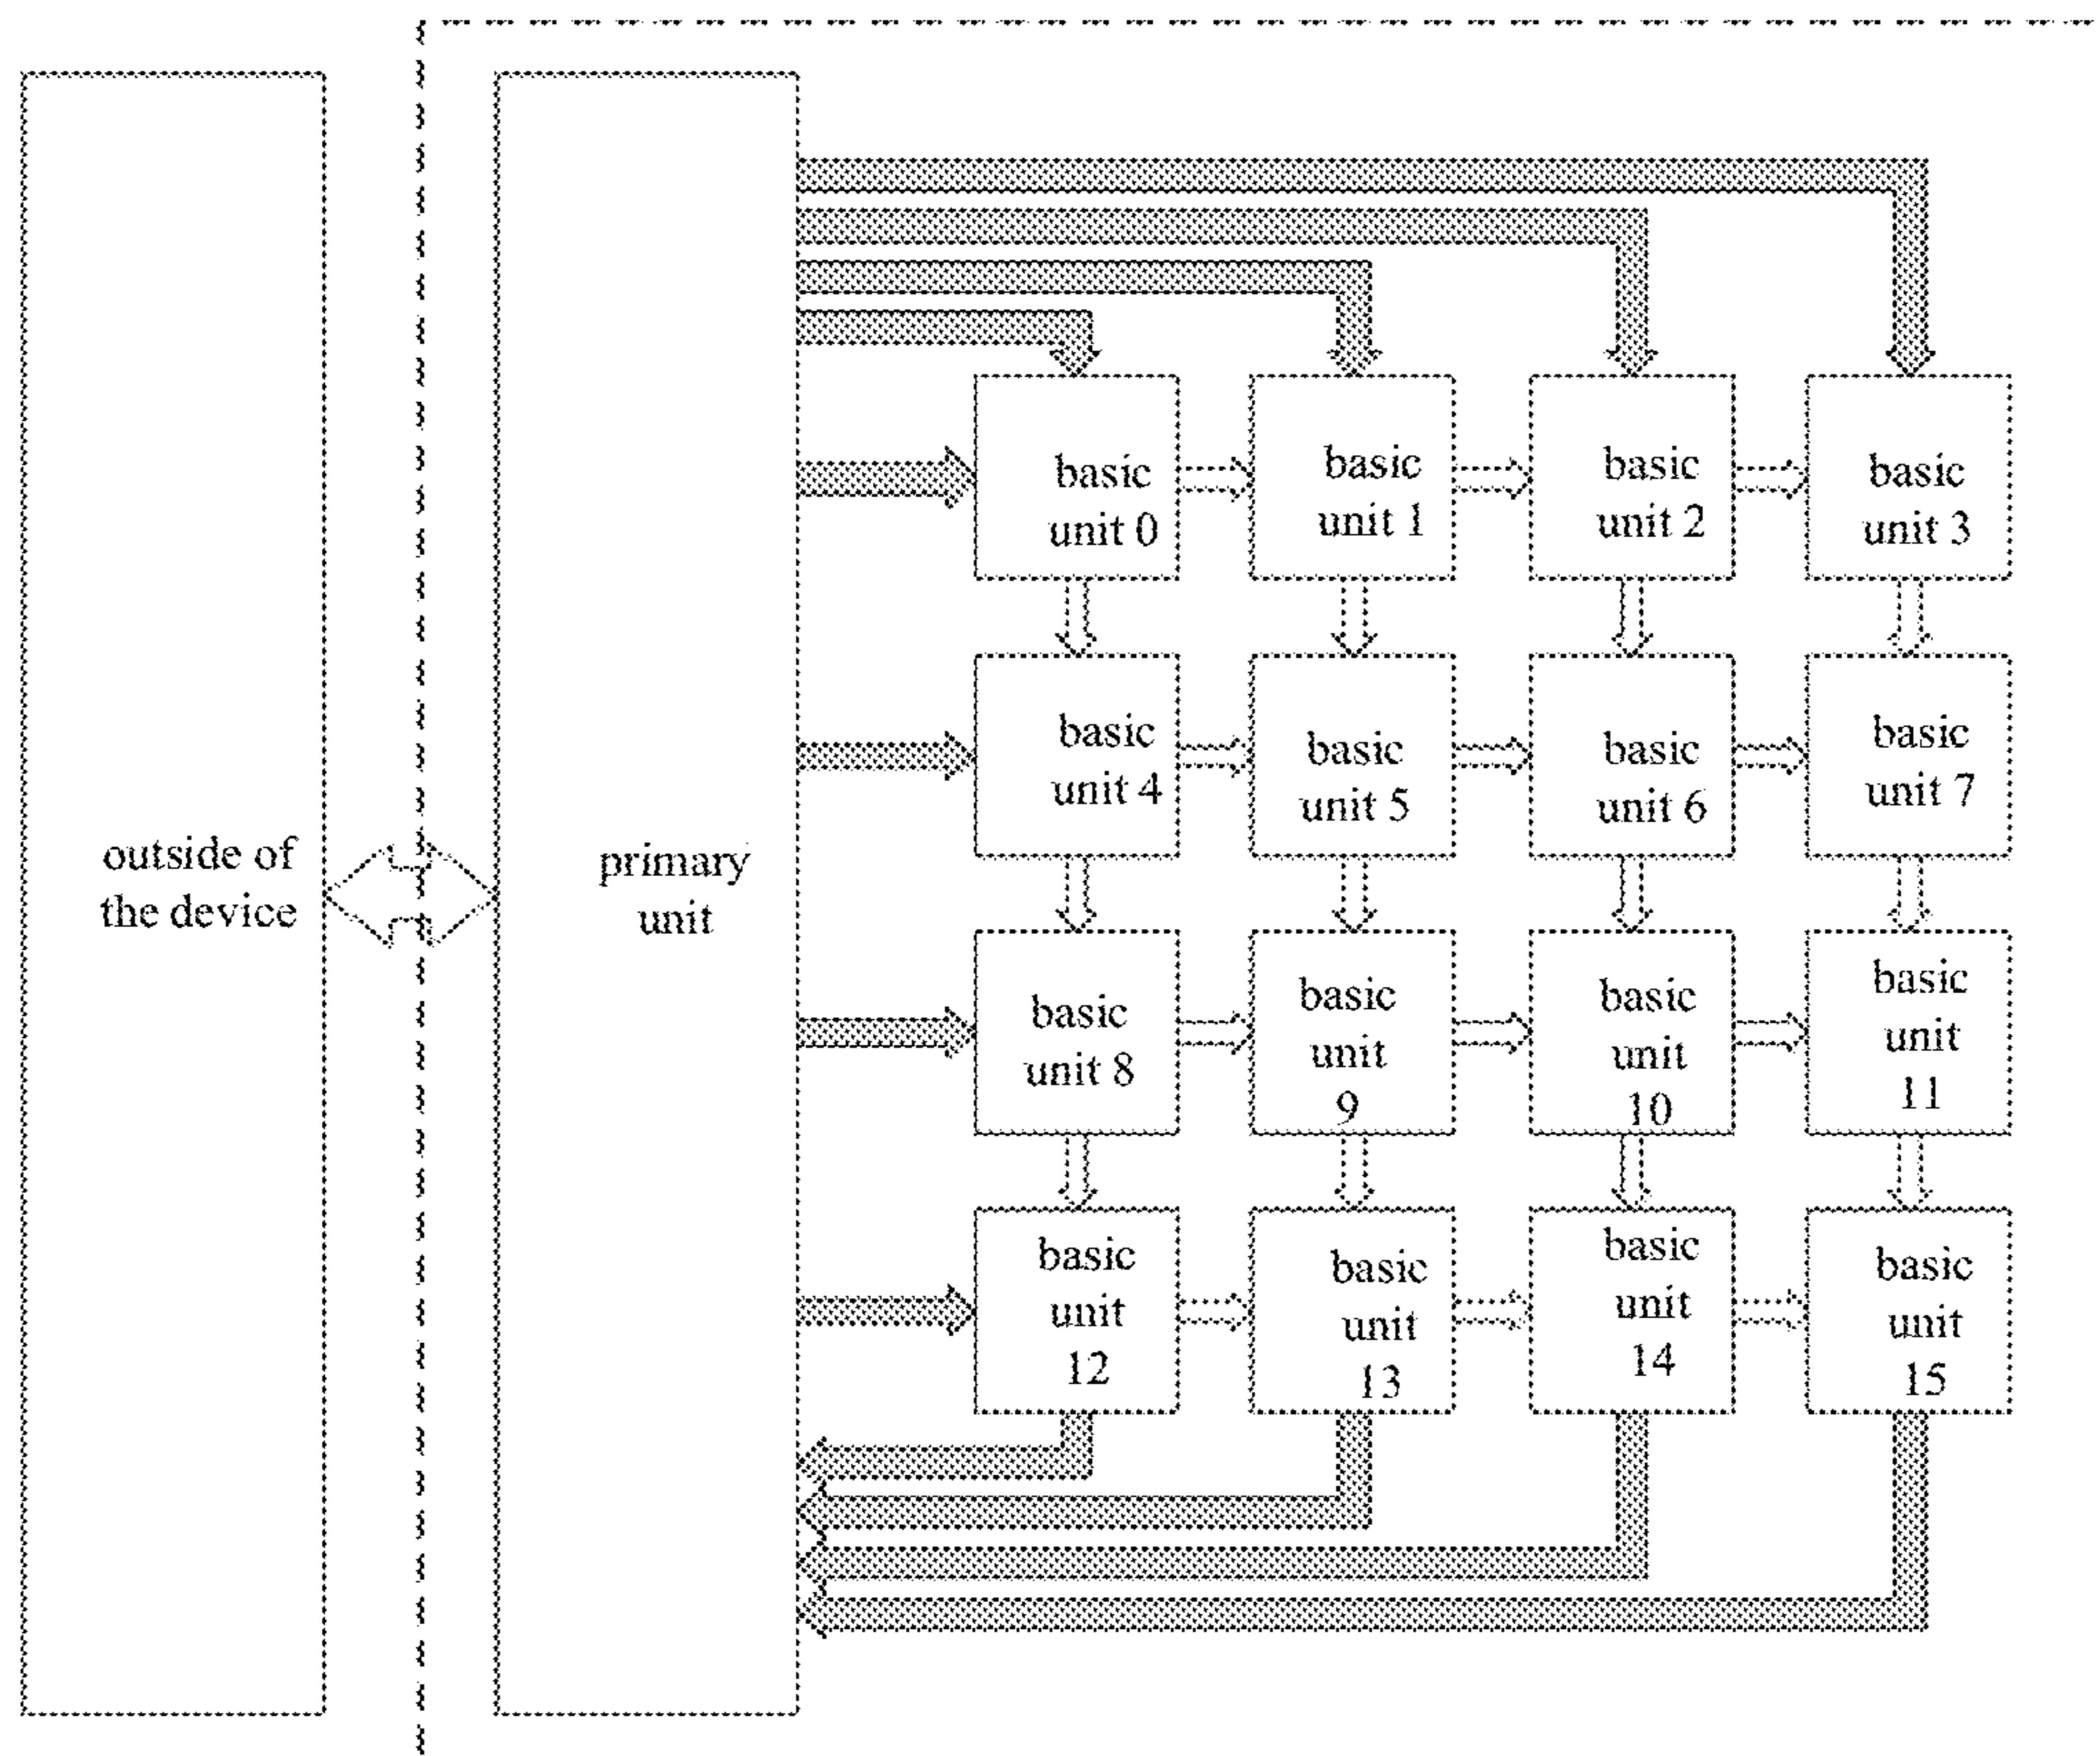 outside of
the device
primary
unit
basic
unit 0
basic
unit 1
basic
unit 2
basic
unit 3
basic
unit 4
basic
unit 5
basic
unit 6
basic
unit 7
basic
unit 8
basic
unit
9
basic
unit
10
basic
unit
11
basic
unit
12
basic
unit
13
basic
unit
14
basic
unit
15